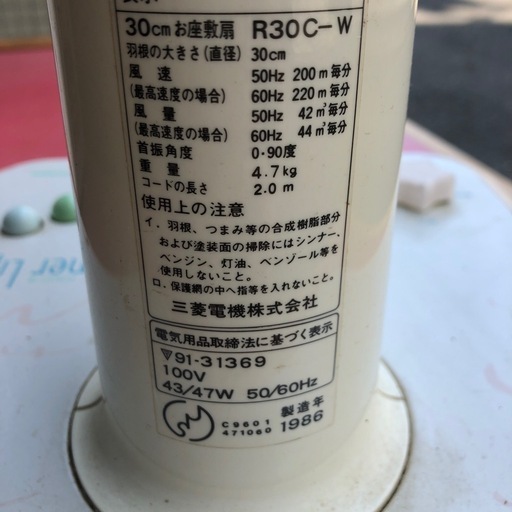 表示
30cmお座敷扇 R30C-W
羽根の大きさ(直径) 30cm
風速 50Hz 200m毎分
(最高速度の場合) 60Hz 220m毎分
風量 50Hz 42m³毎分
(最高速度の場合) 60Hz 44m³毎分
首振角度 0・90度
重量 4.7kg
コードの長さ 2.0m
使用上の注意
イ. 羽根、つまみ等の合成樹脂部分
および塗装面の掃除にはシンナー、
ベンジン、灯油、ベンゾール等を
使用しないこと。
ロ. 保護網の中へ指等を入れないこと。
三菱電機株式会社
電気用品取締法に基づく表示
▽91-31369
100V
43/47W 50/60Hz
C9601
471060
製造年
1986